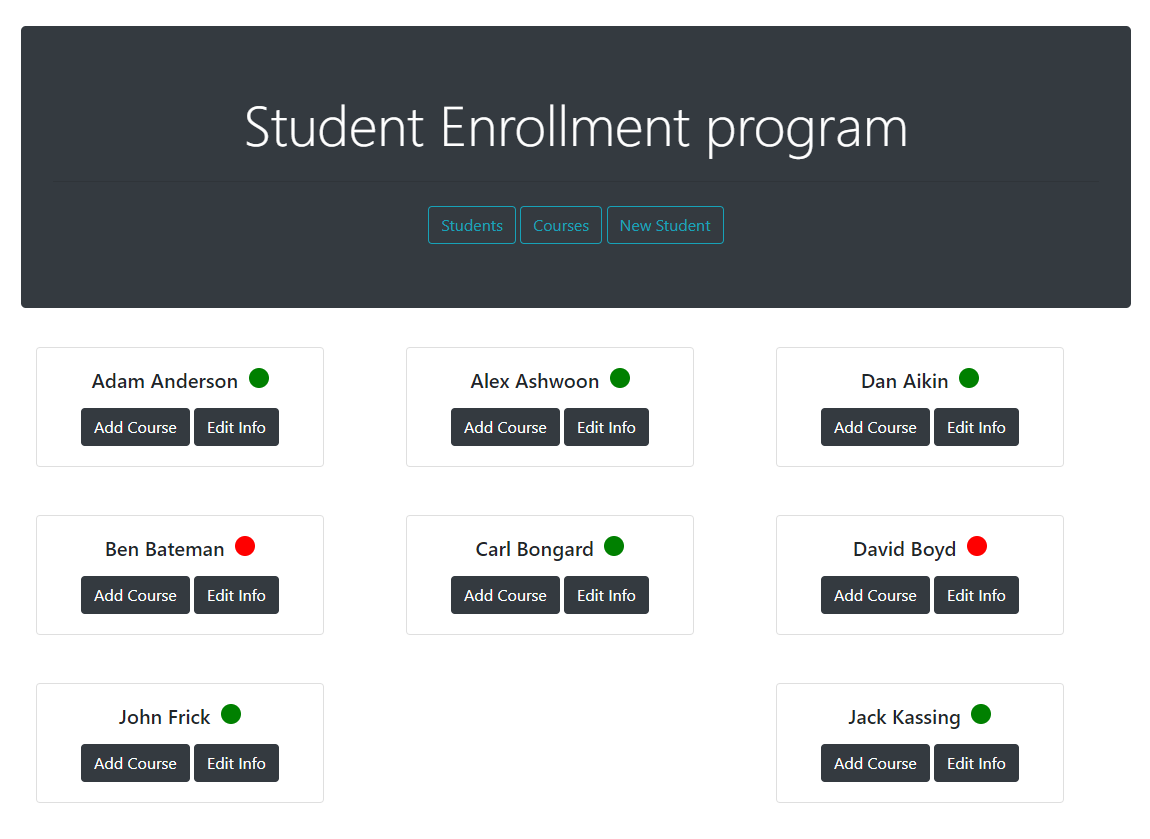 Student Enrollment program
Students Courses New Student
Adam Anderson
Add Course Edit Info
Alex Ashwoon
Add Course Edit Info
Dan Aikin
Add Course Edit Info
Ben Bateman
Add Course Edit Info
Carl Bongard
Add Course Edit Info
David Boyd
Add Course Edit Info
John Frick
Add Course Edit Info
Jack Kassing
Add Course Edit Info